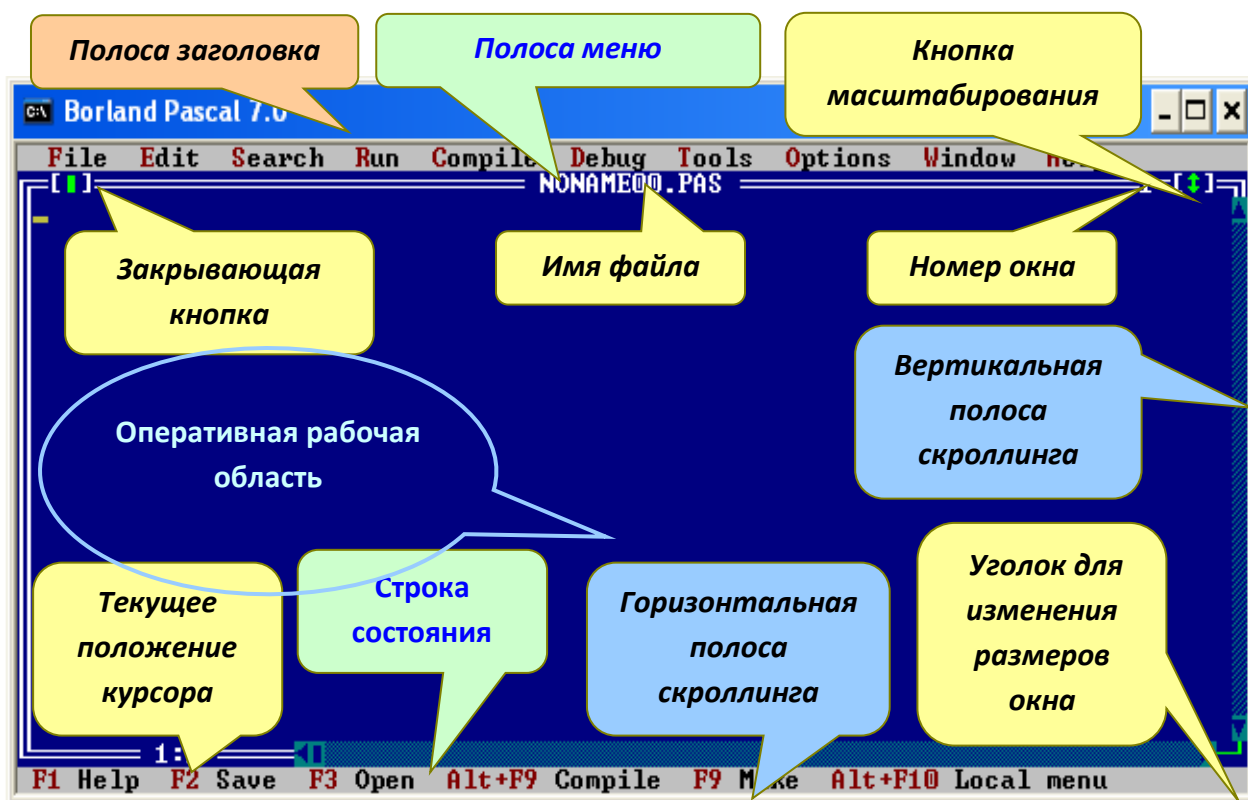 Полоса заголовка
Полоса меню
Кнопка
масштабирования
Borland Pascal 7.0
File Edit Search Run Compile Debug Tools Options Window
NONAME00.PAS
Закрывающая
кнопка
Имя файла
Номер окна
Вертикальная
полоса
скроллинга
Оперативная рабочая
область
Текущее
положение
курсора
Строка
состояния
Горизонтальная
полоса
скроллинга
Уголок для
изменения
размеров
окна
1:
F1 Help F2 Save F3 Open Alt+F9 Compile F9 Make Alt+F10 Local menu